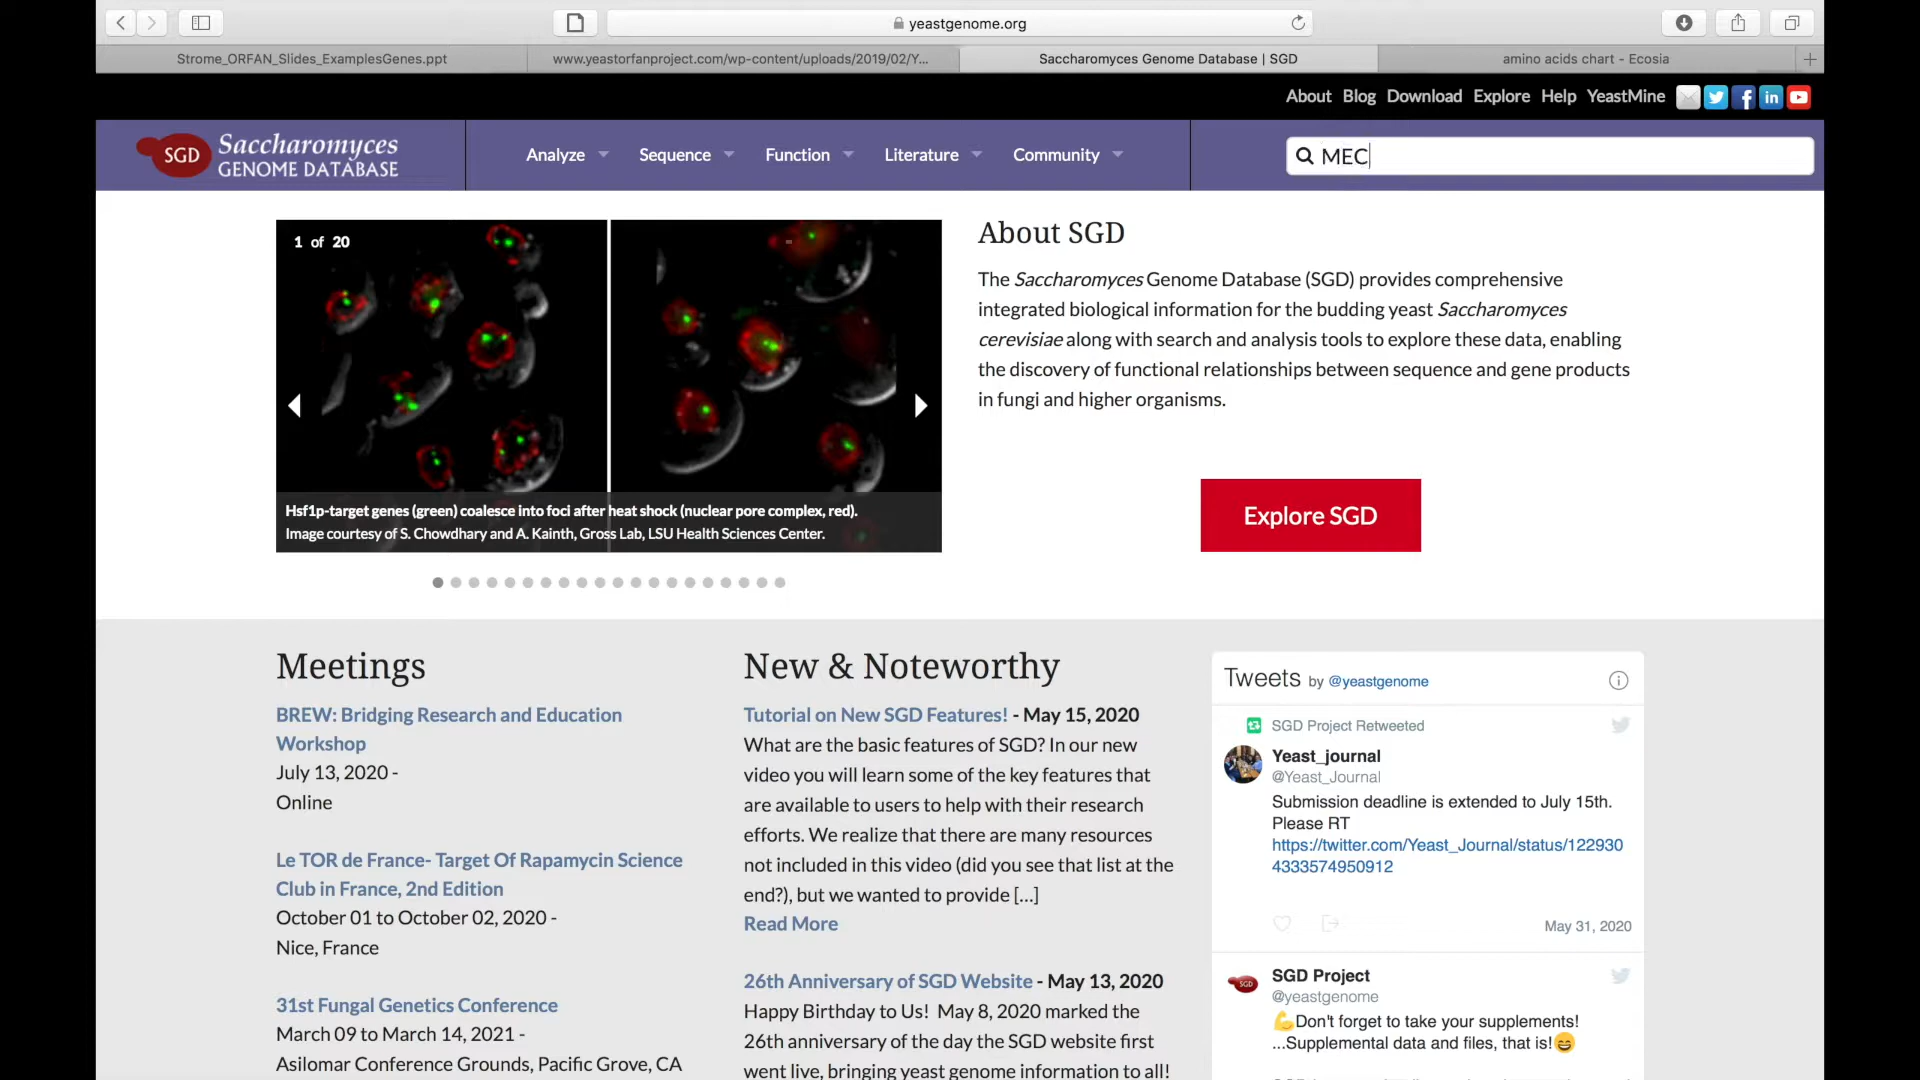 yeastgenome.org
Strome_ORFAN_Slides_ExamplesGenes.ppt
www.yeastorfanproject.com/wp-content/uploads/2019/02/Y...
Saccharomyces Genome Database | SGD
amino acids chart - Ecosia
About Blog Download Explore Help YeastMine
SGD Saccharomyces
GENOME DATABASE
Analyze Sequence Function Literature Community
MEC
1 of 20
Hsf1p-target genes (green) coalesce into foci after heat shock (nuclear pore complex, red).
Image courtesy of S. Chowdhary and A. Kainth, Gross Lab, LSU Health Sciences Center.
About SGD
The Saccharomyces Genome Database (SGD) provides comprehensive
integrated biological information for the budding yeast Saccharomyces
cerevisiae along with search and analysis tools to explore these data, enabling
the discovery of functional relationships between sequence and gene products
in fungi and higher organisms.
Explore SGD
Meetings
BREW: Bridging Research and Education
Workshop
July 13, 2020 -
Online
Le TOR de France- Target Of Rapamycin Science
Club in France, 2nd Edition
October 01 to October 02, 2020 -
Nice, France
31st Fungal Genetics Conference
March 09 to March 14, 2021 -
Asilomar Conference Grounds, Pacific Grove, CA
New & Noteworthy
Tutorial on New SGD Features! - May 15, 2020
What are the basic features of SGD? In our new
video you will learn some of the key features that
are available to users to help with their research
efforts. We realize that there are many resources
not included in this video (did you see that list at the
end?), but we wanted to provide [...]
Read More
26th Anniversary of SGD Website - May 13, 2020
Happy Birthday to Us! May 8, 2020 marked the
26th anniversary of the day the SGD website first
went live, bringing yeast genome information to all!
Tweets by @yeastgenome
SGD Project Retweeted
Yeast_journal
@Yeast_Journal
Submission deadline is extended to July 15th.
Please RT
https://twitter.com/Yeast_Journal/status/122930
4333574950912
May 31, 2020
SGD Project
@yeastgenome
💪Don't forget to take your supplements!
...Supplemental data and files, that is!😄